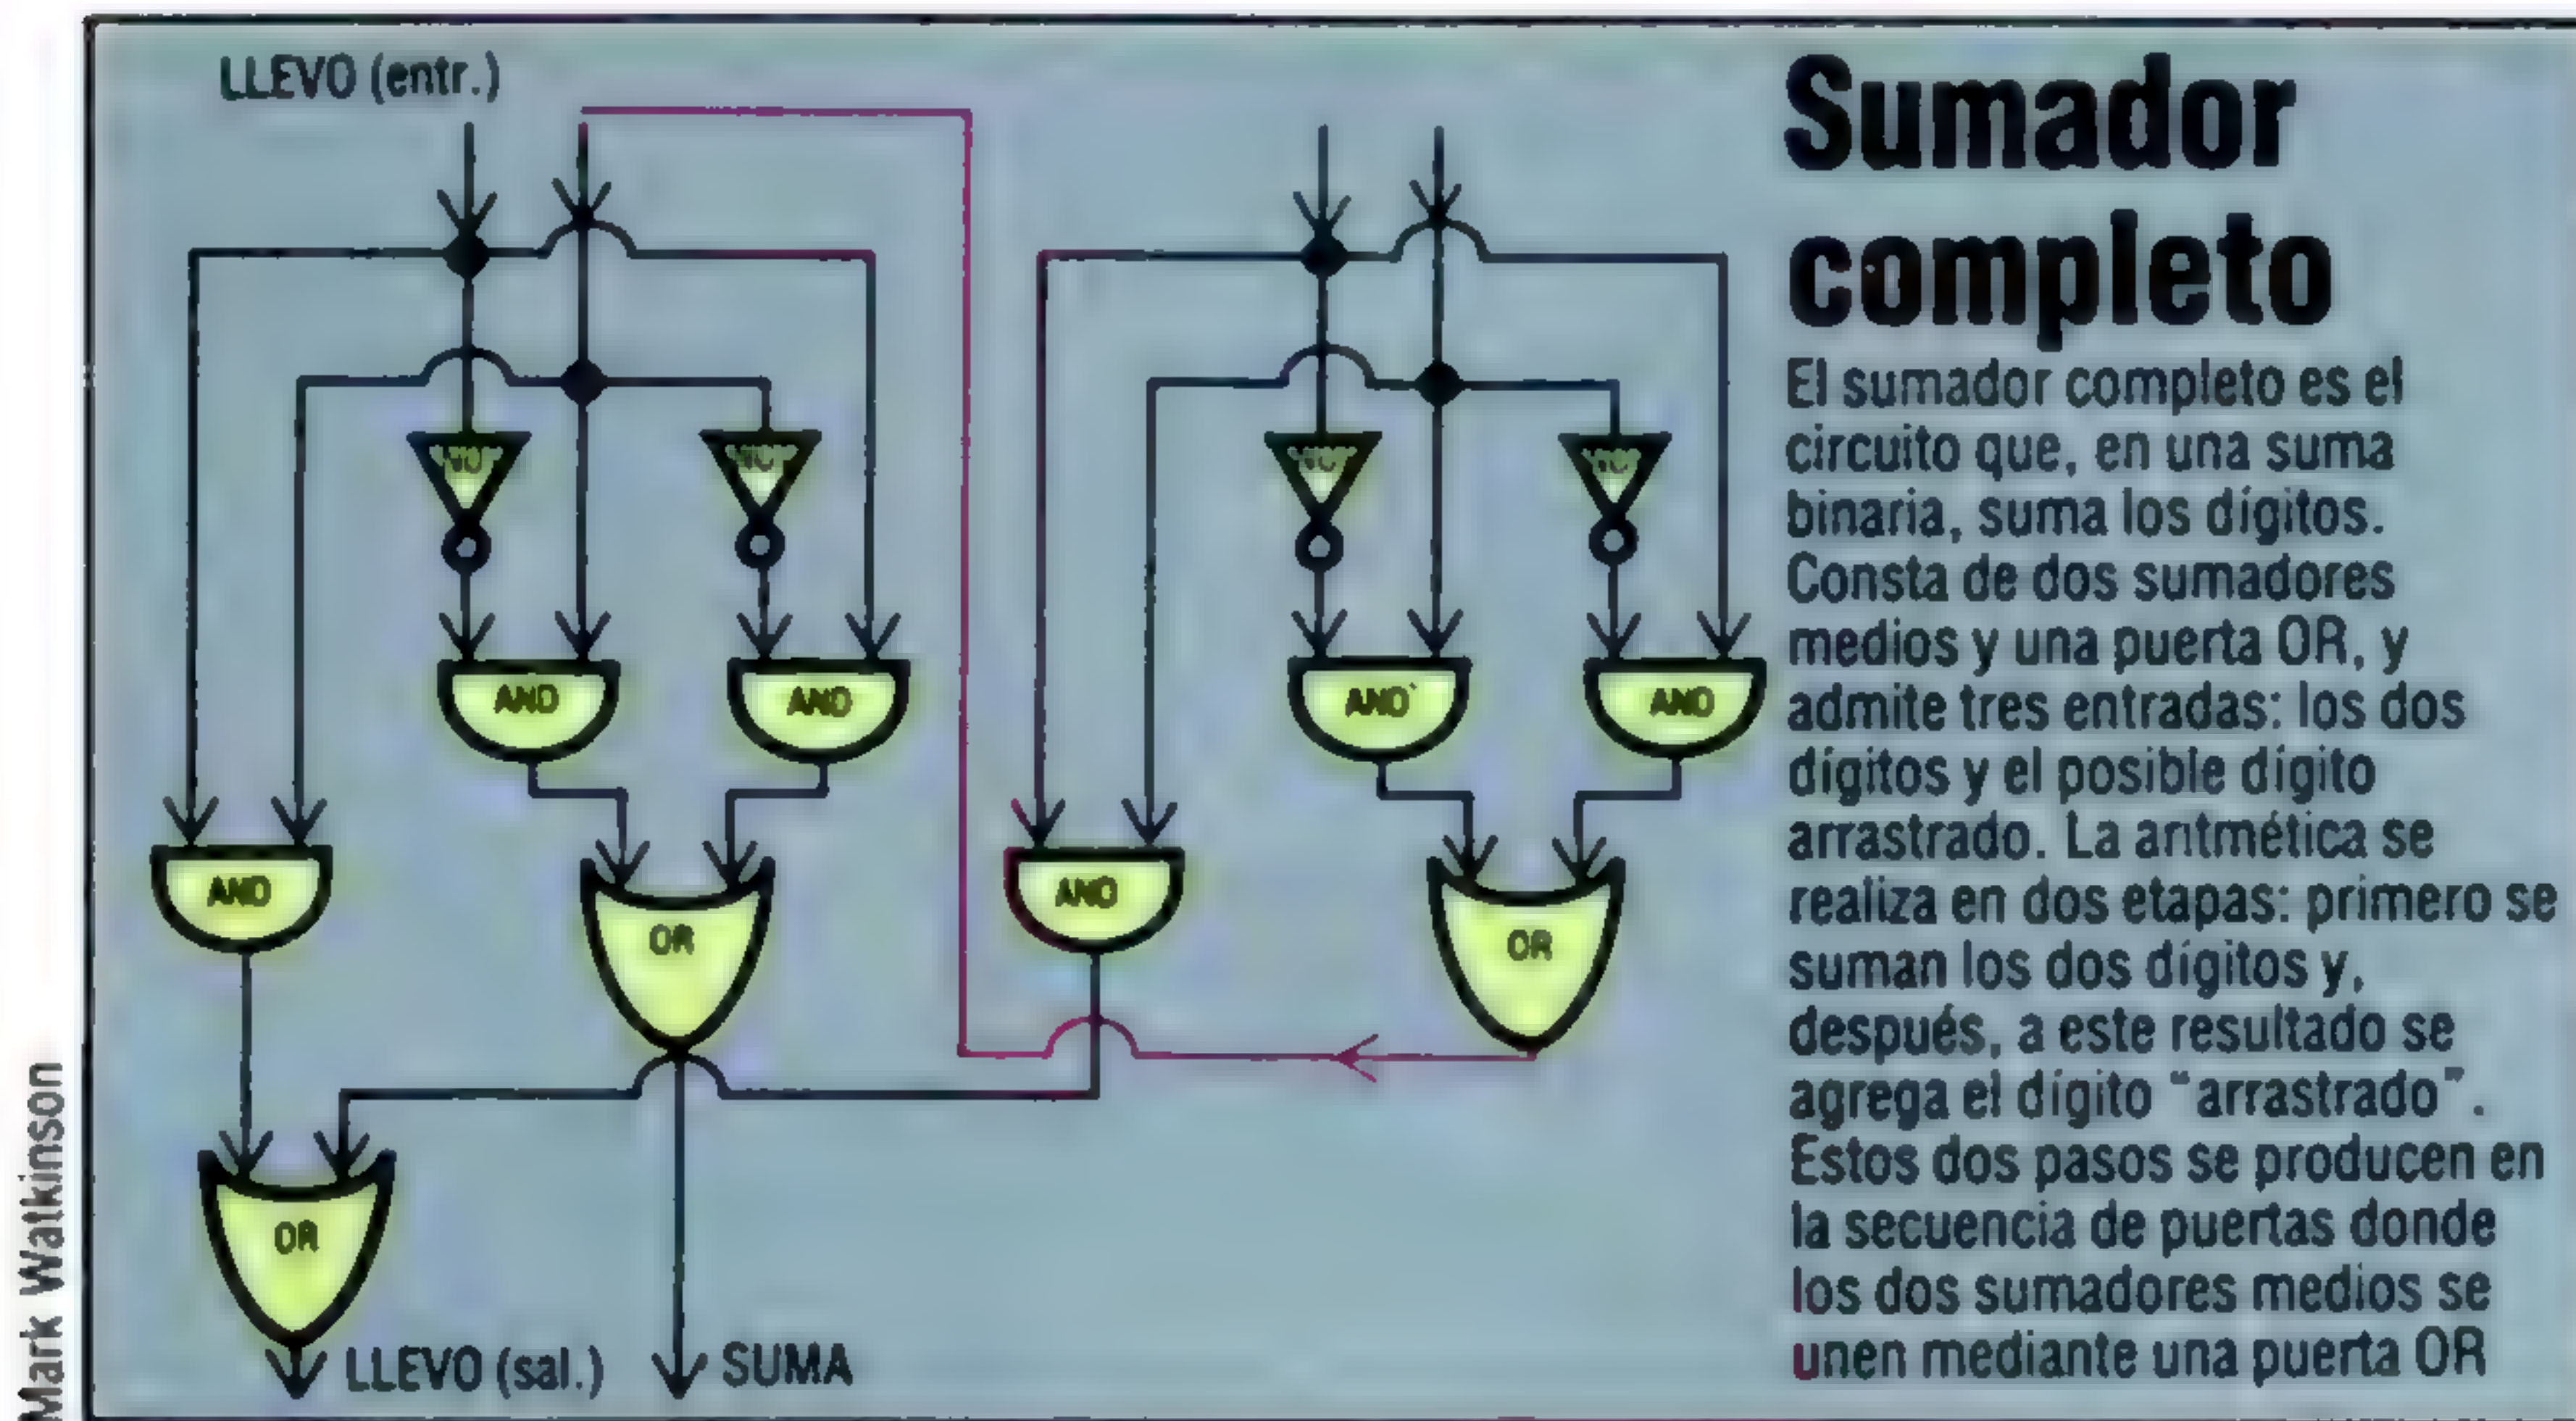 LLEVO (entr.)
NOT
NOT
NOT
NOT
AND
AND
AND
AND
AND
OR
AND
OR
OR
LLEVO (sal.)
SUMA
Mark Watkinson
Sumador
completo
El sumador completo es el
circuito que, en una suma
binaria, suma los dígitos.
Consta de dos sumadores
medios y una puerta OR, y
admite tres entradas: los dos
dígitos y el posible dígito
arrastrado. La aritmética se
realiza en dos etapas: primero se
suman los dos dígitos y,
después, a este resultado se
agrega el dígito "arrastrado".
Estos dos pasos se producen en
la secuencia de puertas donde
los dos sumadores medios se
unen mediante una puerta OR